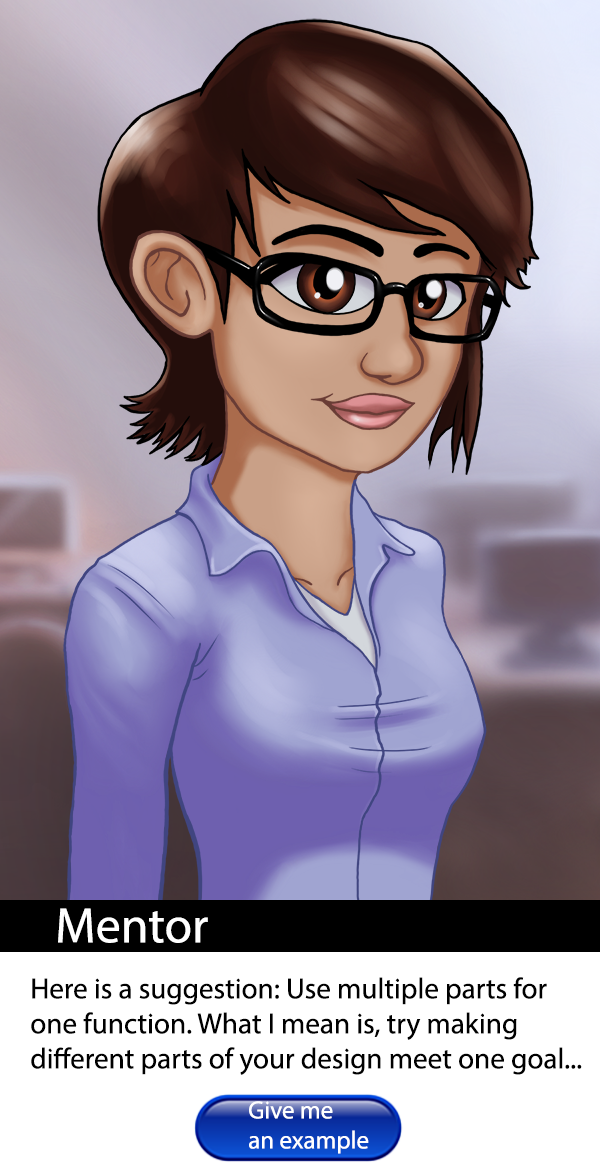 Mentor
Here is a suggestion: Use multiple parts for
one function. What I mean is, try making
different parts of your design meet one goal...
Give me
an example